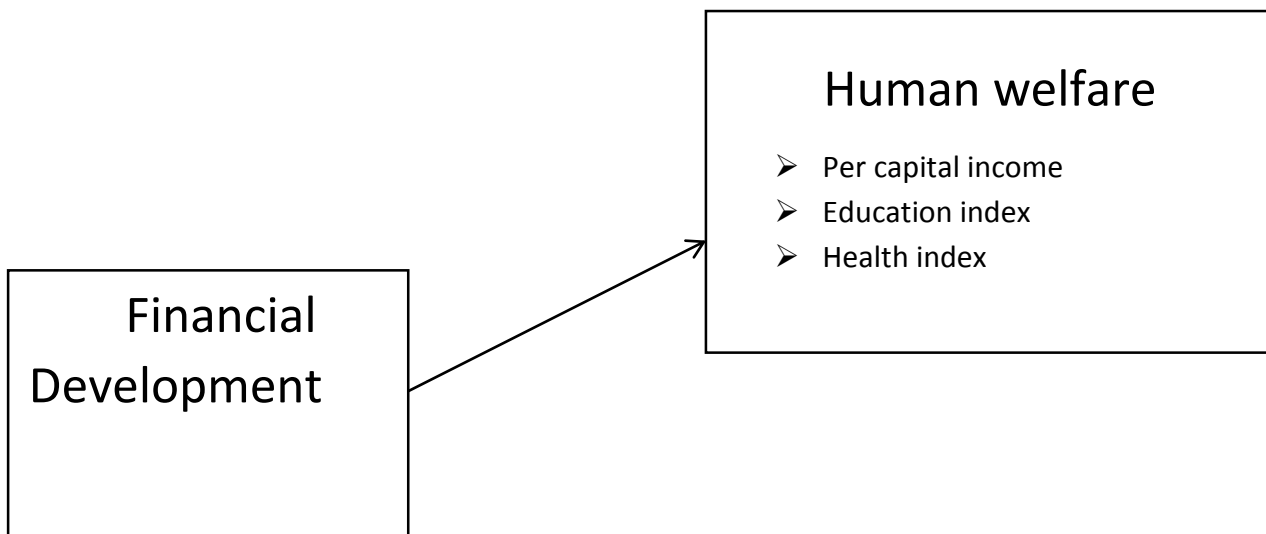 Human welfare
➢ Per capital income
➢ Education index
➢ Health index
Financial
Development